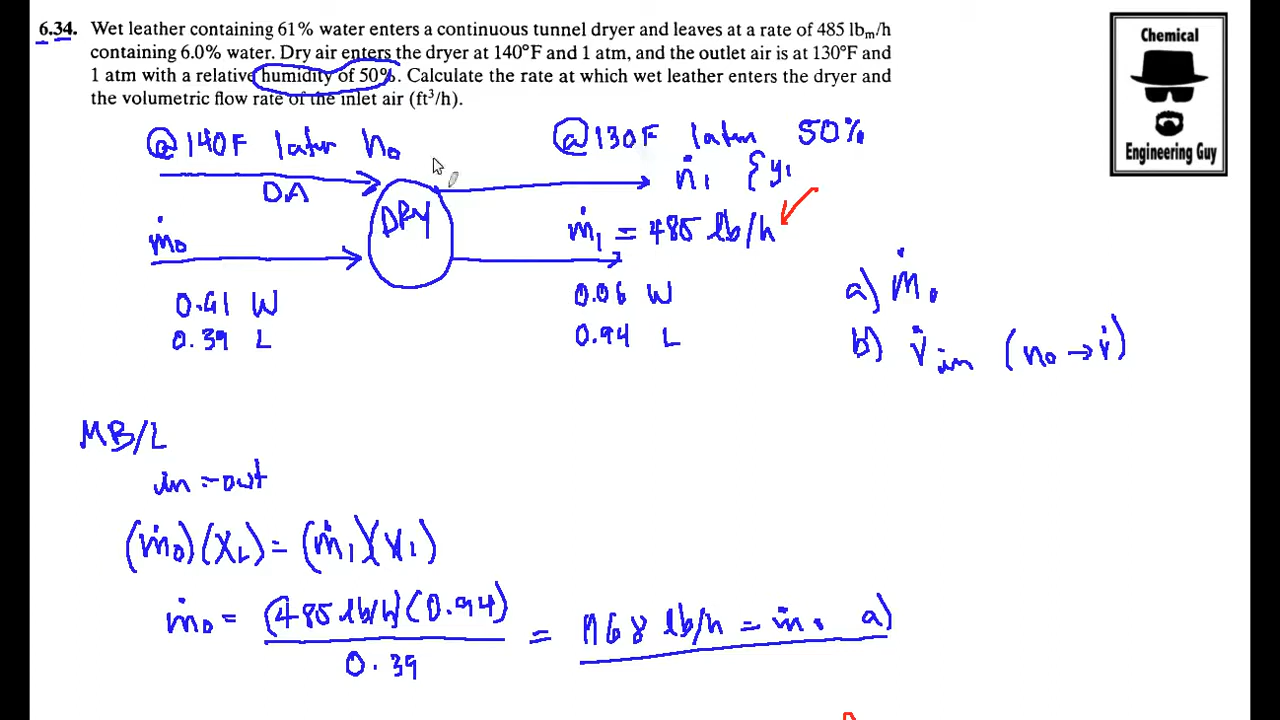 6.34. Wet leather containing 61% water enters a continuous tunnel dryer and leaves at a rate of 485 lbₘ/h
containing 6.0% water. Dry air enters the dryer at 140°F and 1 atm, and the outlet air is at 130°F and
1 atm with a relative humidity of 50%. Calculate the rate at which wet leather enters the dryer and
the volumetric flow rate of the inlet air (ft³/h).
Chemical
Engineering Guy
@140F 1atm n₀
DA
@130F 1atm 50%
ṅ₁ {y₁
DRY
ṁ₀
ṁ₁ = 485 lb/h
0.61 W
0.39 L
0.06 W
0.94 L
a) ṁ₀
b) V̇in (n₀ → V̇)
MB/L
in = out
(ṁ₀)(X_L) = (ṁ₁)(X₁)
ṁ₀ = (485 lb/h)(0.94)
0.39
= 1168 lb/h = ṁ₀ a)